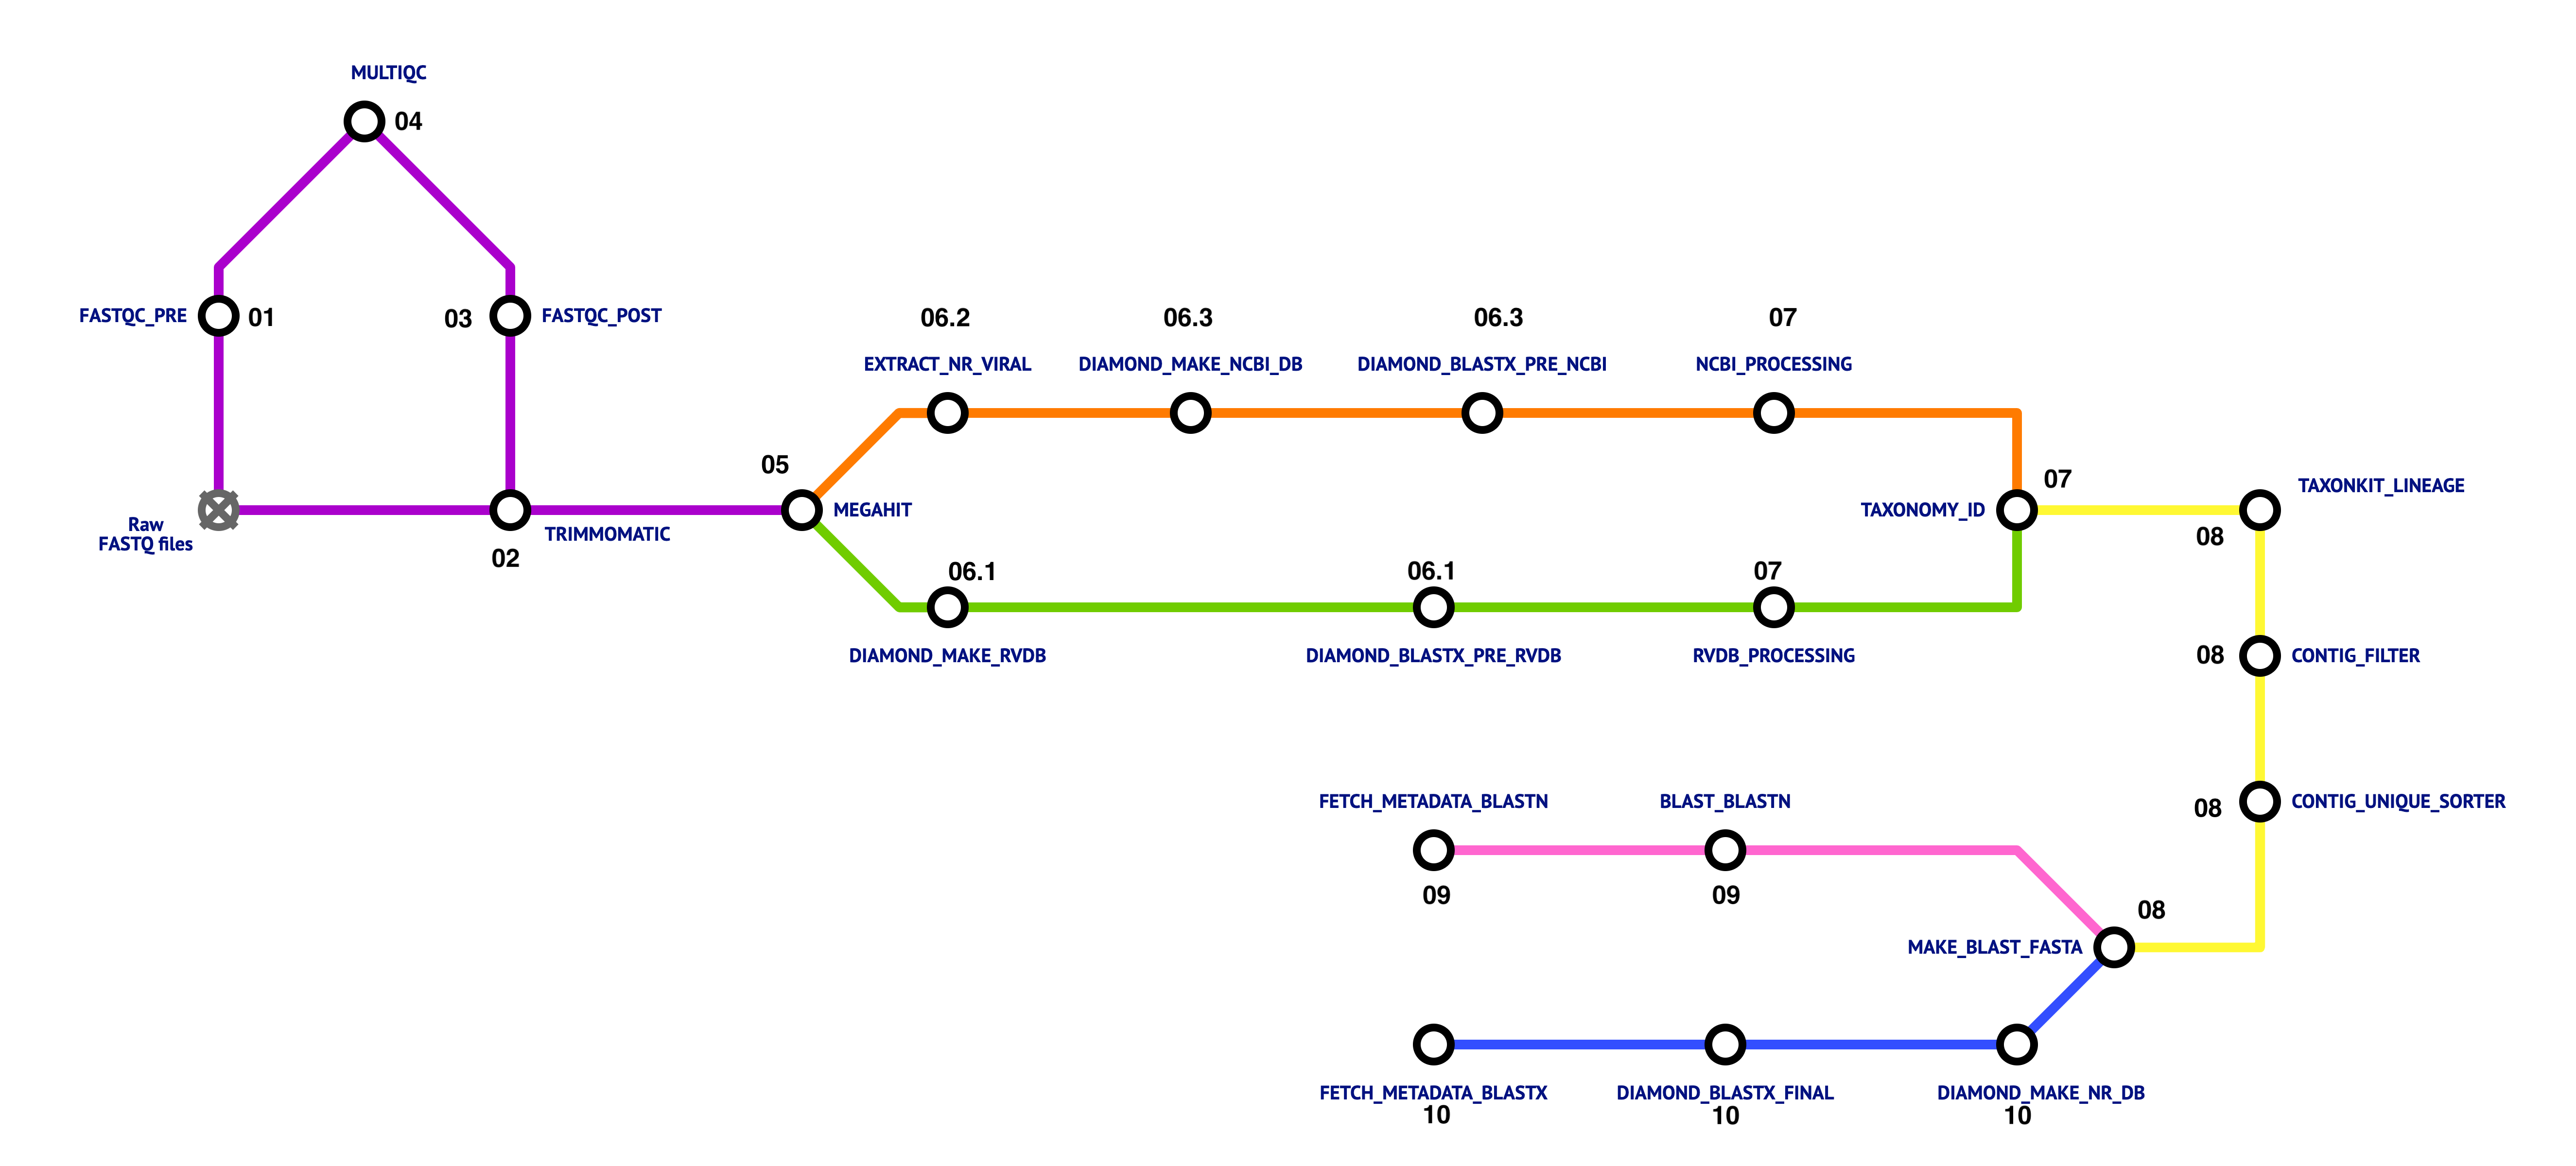 MULTIQC
04
FASTQC_PRE
01
03
FASTQC_POST
Raw
FASTQ files
02
TRIMMOMATIC
05
MEGAHIT
06.2
EXTRACT_NR_VIRAL
06.3
DIAMOND_MAKE_NCBI_DB
06.3
DIAMOND_BLASTX_PRE_NCBI
07
NCBI_PROCESSING
06.1
DIAMOND_MAKE_RVDB
06.1
DIAMOND_BLASTX_PRE_RVDB
07
RVDB_PROCESSING
TAXONOMY_ID
07
TAXONKIT_LINEAGE
08
08
CONTIG_FILTER
08
CONTIG_UNIQUE_SORTER
08
MAKE_BLAST_FASTA
BLAST_BLASTN
09
FETCH_METADATA_BLASTN
09
DIAMOND_MAKE_NR_DB
10
DIAMOND_BLASTX_FINAL
10
FETCH_METADATA_BLASTX
10